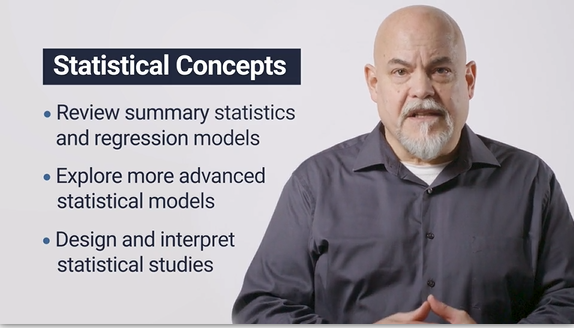 Statistical Concepts
• Review summary statistics
and regression models
• Explore more advanced
statistical models
• Design and interpret
statistical studies